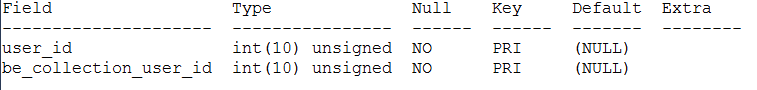 Field                  Type              Null    Key     Default  Extra
---------------------  ----------------  ------  ------  -------  --------
user_id                int(10) unsigned  NO      PRI     (NULL)
be_collection_user_id  int(10) unsigned  NO      PRI     (NULL)